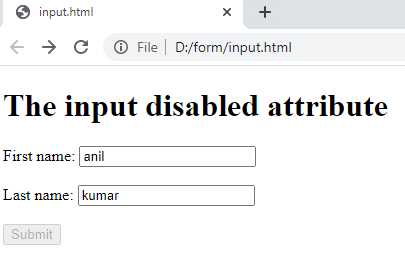 input.html
File D:/form/input.html
The input disabled attribute
First name: anil
Last name: kumar
Submit